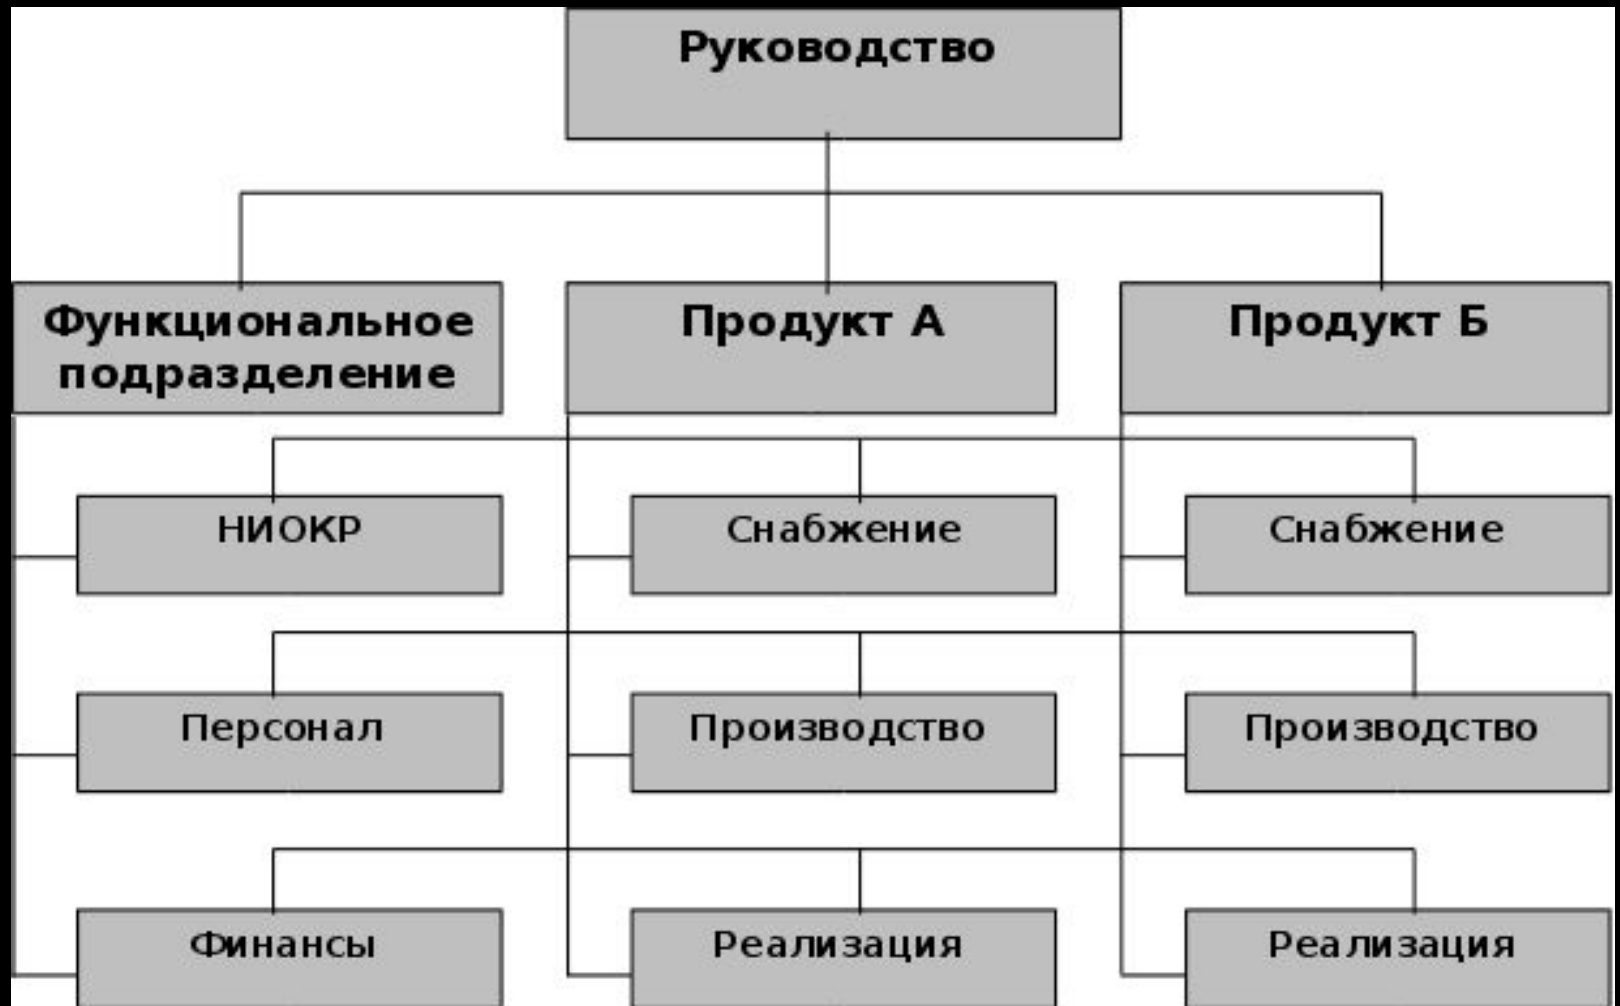 Руководство
Функциональное
подразделение
Продукт А
Продукт Б
НИОКР
Снабжение
Снабжение
Персонал
Производство
Производство
Финансы
Реализация
Реализация